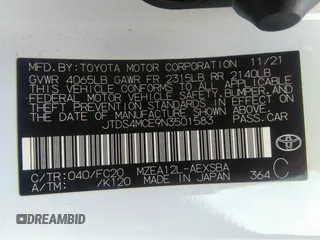 MFD. BY: TOYOTA MOTOR CORPORATION 11/21
GVWR 4065LB GAWR FR 2315LB RR 2140LB
THIS VEHICLE CONFORMS TO ALL APPLICABLE
FEDERAL MOTOR VEHICLE SAFETY, BUMPER, AND
THEFT PREVENTION STANDARDS IN EFFECT ON
THE DATE OF MANUFACTURE SHOWN ABOVE.
JTDS4MCE9N3501583 PASS.CAR
C/TR: 040/FC20 MZEA12L-AEXSBA
A/TM: /K120 MADE IN JAPAN 364 C
TOYOTA
DREAMBID